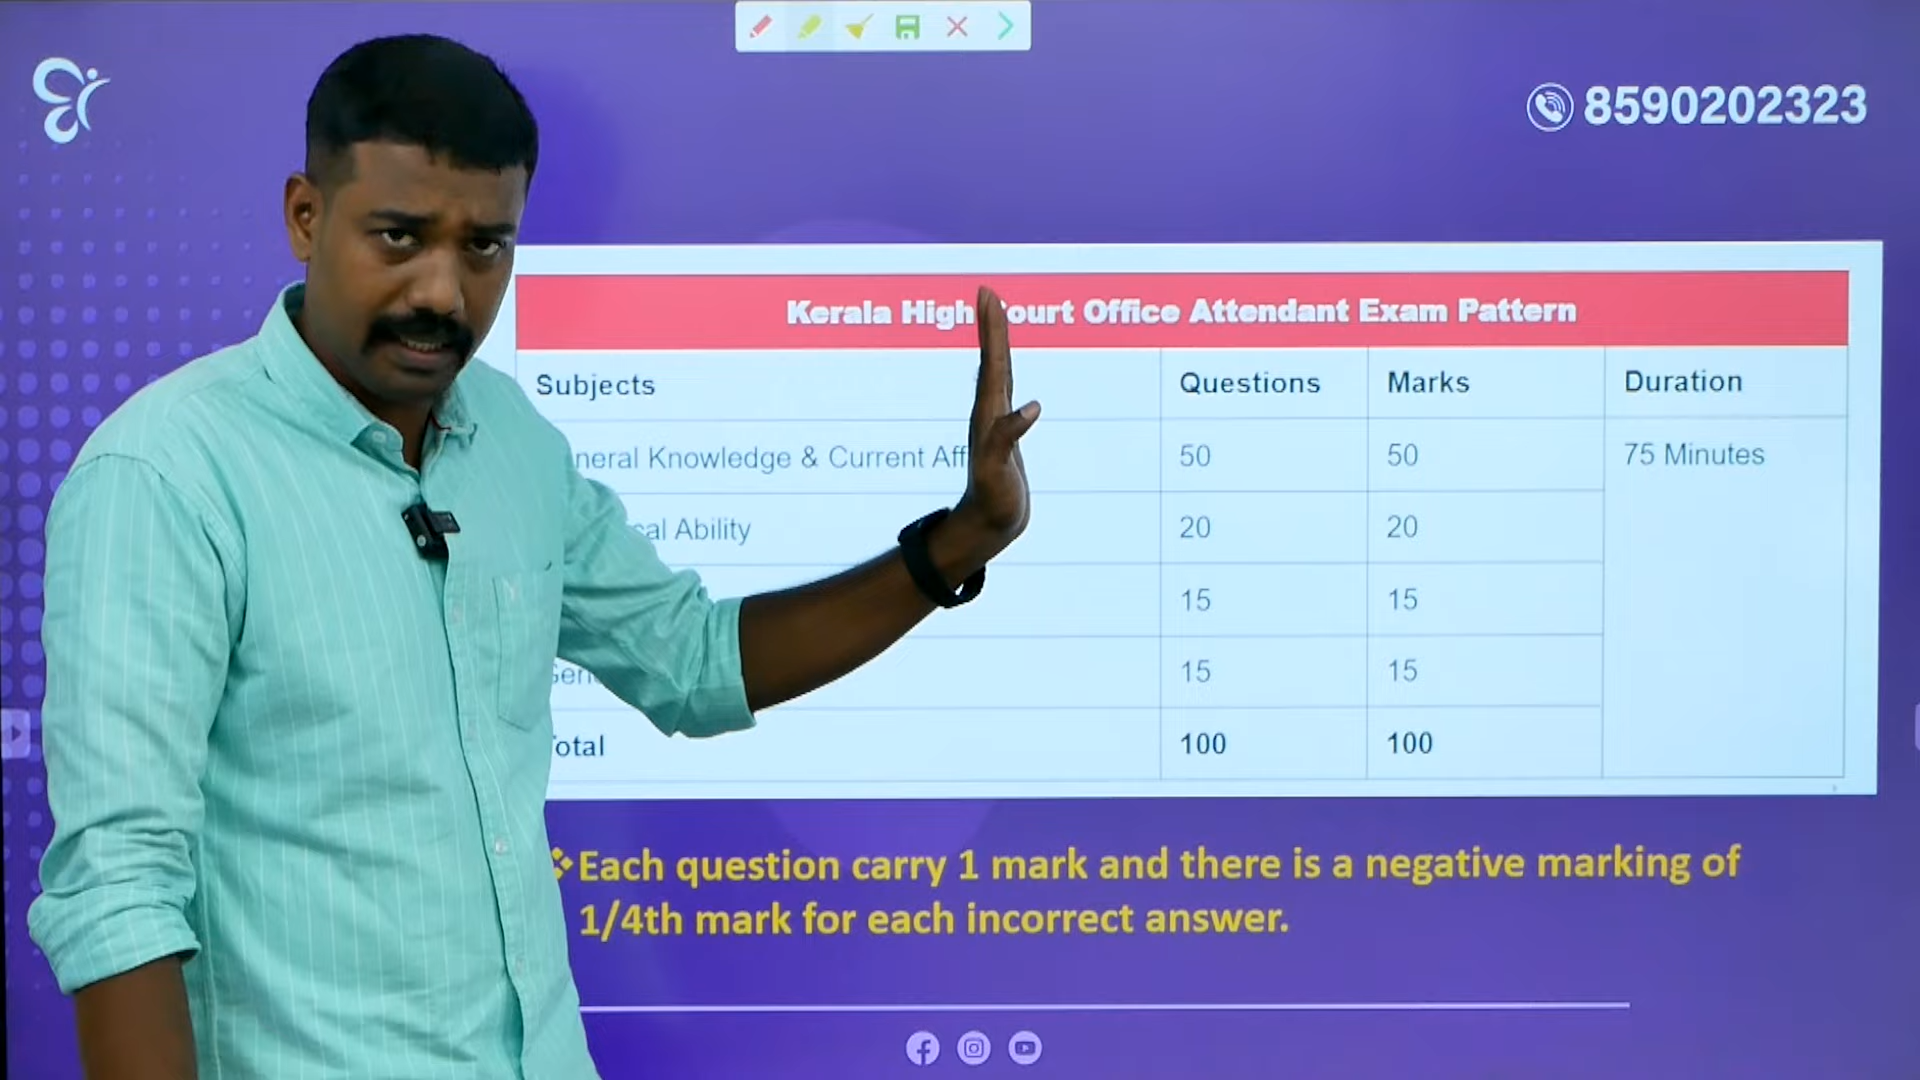 8590202323
Kerala High Court Office Attendant Exam Pattern
Subjects Questions Marks Duration
neral Knowledge & Current Aff 50 50 75 Minutes
al Ability 20 20
15 15
15 15
otal 100 100
Each question carry 1 mark and there is a negative marking of
1/4th mark for each incorrect answer.